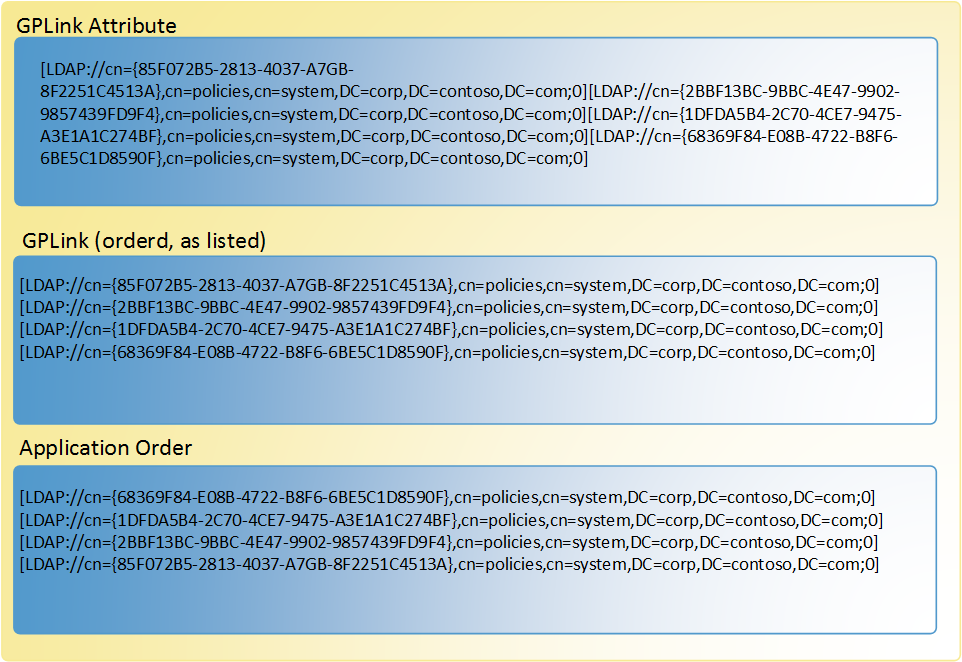 GPLink Attribute
[LDAP://cn={85F072B5-2813-4037-A7GB-
8F2251C4513A},cn=policies,cn=system,DC=corp,DC=contoso,DC=com;0][LDAP://cn={2BBF13BC-9BBC-4E47-9902-
9857439FD9F4},cn=policies,cn=system,DC=corp,DC=contoso,DC=com;0][LDAP://cn={1DFDA5B4-2C70-4CE7-9475-
A3E1A1C274BF},cn=policies,cn=system,DC=corp,DC=contoso,DC=com;0][LDAP://cn={68369F84-E08B-4722-B8F6-
6BE5C1D8590F},cn=policies,cn=system,DC=corp,DC=contoso,DC=com;0]
GPLink (orderd, as listed)
[LDAP://cn={85F072B5-2813-4037-A7GB-8F2251C4513A},cn=policies,cn=system,DC=corp,DC=contoso,DC=com;0]
[LDAP://cn={2BBF13BC-9BBC-4E47-9902-9857439FD9F4},cn=policies,cn=system,DC=corp,DC=contoso,DC=com;0]
[LDAP://cn={1DFDA5B4-2C70-4CE7-9475-A3E1A1C274BF},cn=policies,cn=system,DC=corp,DC=contoso,DC=com;0]
[LDAP://cn={68369F84-E08B-4722-B8F6-6BE5C1D8590F},cn=policies,cn=system,DC=corp,DC=contoso,DC=com;0]
Application Order
[LDAP://cn={68369F84-E08B-4722-B8F6-6BE5C1D8590F},cn=policies,cn=system,DC=corp,DC=contoso,DC=com;0]
[LDAP://cn={1DFDA5B4-2C70-4CE7-9475-A3E1A1C274BF},cn=policies,cn=system,DC=corp,DC=contoso,DC=com;0]
[LDAP://cn={2BBF13BC-9BBC-4E47-9902-9857439FD9F4},cn=policies,cn=system,DC=corp,DC=contoso,DC=com;0]
[LDAP://cn={85F072B5-2813-4037-A7GB-8F2251C4513A},cn=policies,cn=system,DC=corp,DC=contoso,DC=com;0]